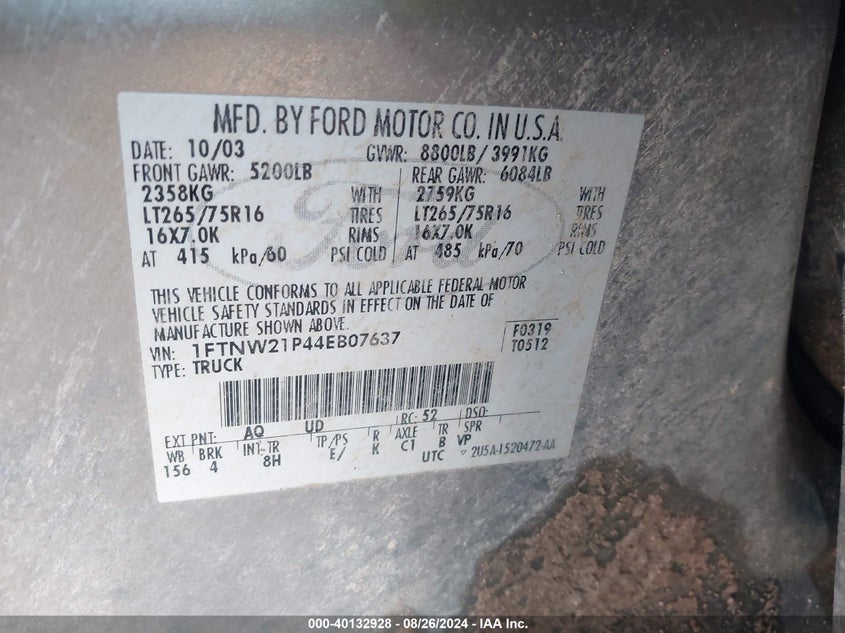 MFD. BY FORD MOTOR CO. IN U.S.A.
DATE: 10/03 GVWR: 8800LB/ 3991KG
FRONT GAWR: 5200LB REAR GAWR: 6084LB
2358KG WITH 2759KG WITH
LT265/75R16 TIRES LT265/75R16 TIRES
16X7.0K RIMS 16X7.0K RIMS
AT 415 kPa/60 PSI COLD AT 485 kPa/70 PSI COLD
Ford
THIS VEHICLE CONFORMS TO ALL APPLICABLE FEDERAL MOTOR
VEHICLE SAFETY STANDARDS IN EFFECT ON THE DATE OF
MANUFACTURE SHOWN ABOVE.
VIN: 1FTNW21P44EB07637 F0319
TYPE: TRUCK T0512
EXT PNT: AQ UD RC: 52 DSO:
WB BRK INT-TR TP/PS R AXLE TR SPR
156 4 8H E/ K C1 B VP
UTC ▽ 2U5A-1520472-AA
000-40132928 - 08/26/2024 - IAA Inc.